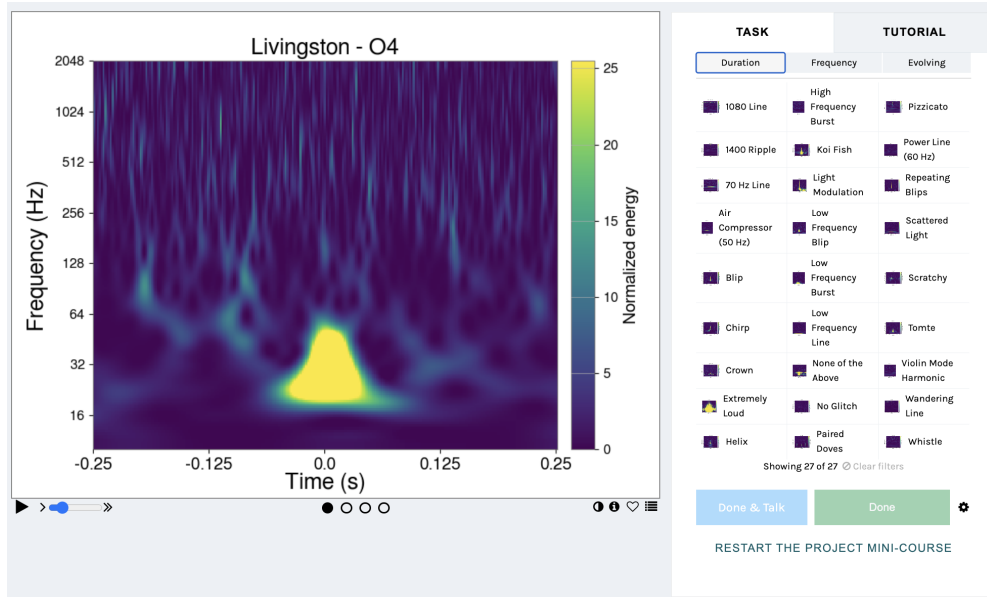 Livingston - O4
Frequency (Hz)
2048
1024
512
256
128
64
32
16
-0.25
-0.125
0.0
0.125
0.25
Time (s)
25
20
15
10
5
0
Normalized energy
TASK
TUTORIAL
Duration
Frequency
Evolving
1080 Line
High
Frequency
Burst
Pizzicato
1400 Ripple
Koi Fish
Power Line
(60 Hz)
70 Hz Line
Light
Modulation
Repeating
Blips
Air
Compressor
(50 Hz)
Low
Frequency
Blip
Scattered
Light
Blip
Low
Frequency
Burst
Scratchy
Chirp
Low
Frequency
Line
Tomte
Crown
None of the
Above
Violin Mode
Harmonic
Extremely
Loud
No Glitch
Wandering
Line
Helix
Paired
Doves
Whistle
Showing 27 of 27
Clear filters
Done & Talk
Done
RESTART THE PROJECT MINI-COURSE